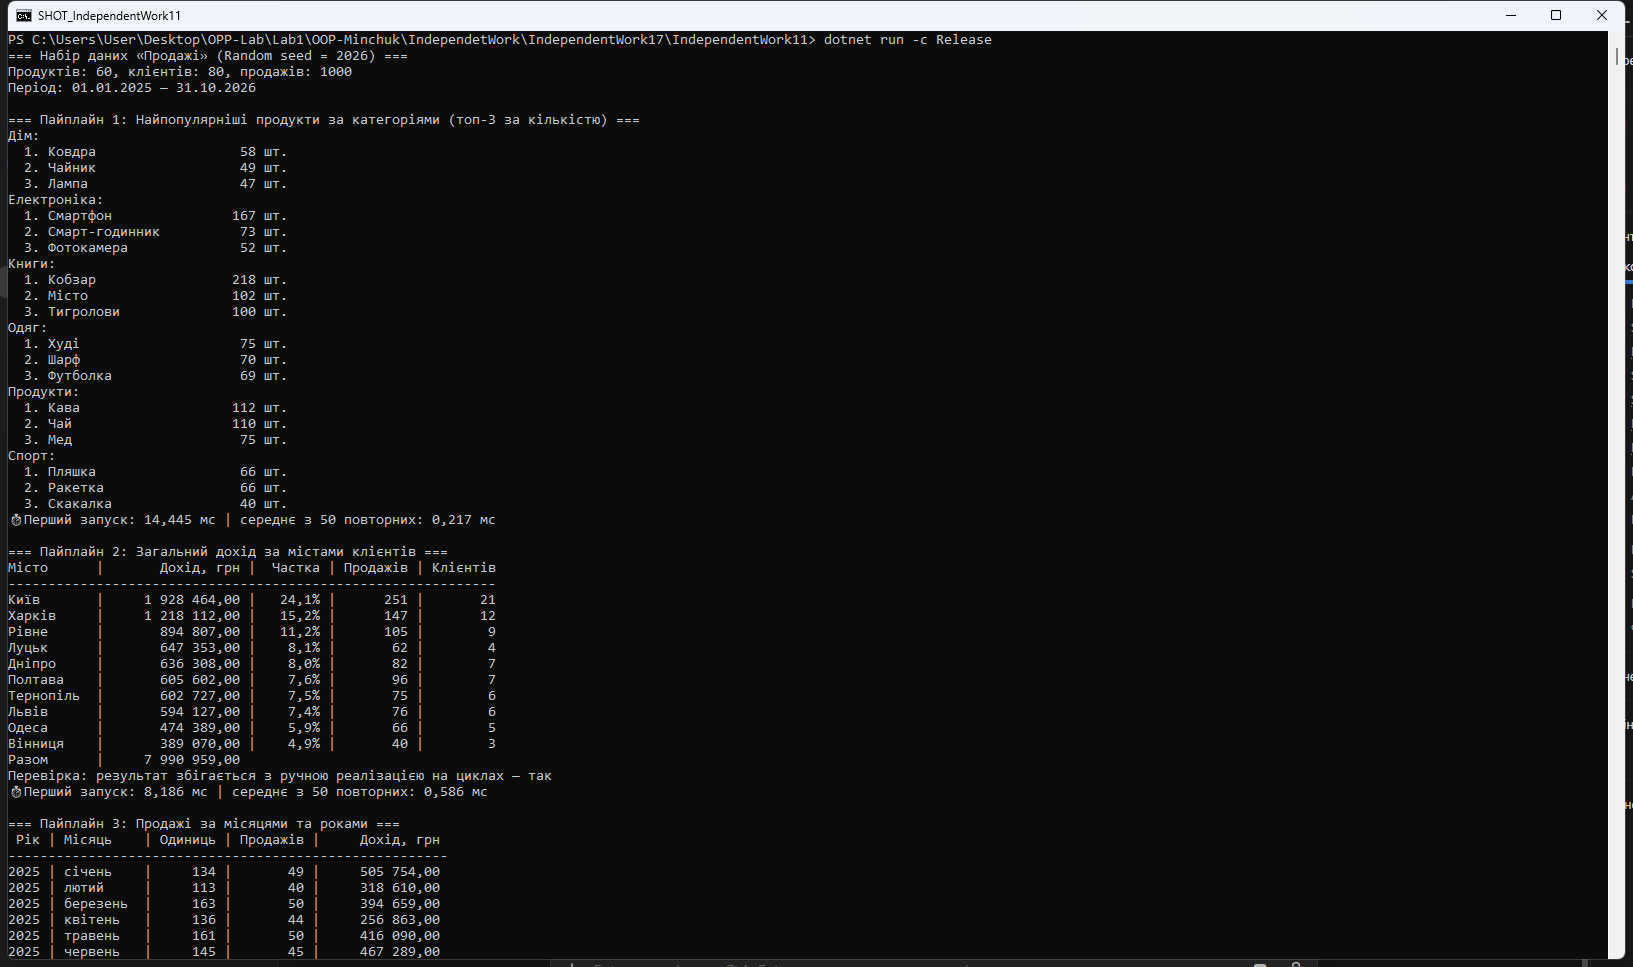 SHOT_IndependentWork11
PS C:\Users\User\Desktop\OPP-Lab\Lab1\OOP-Minchuk\IndependetWork\IndependentWork17\IndependentWork11> dotnet run -c Release
=== Набір даних «Продажі» (Random seed = 2026) ===
Продуктів: 60, клієнтів: 80, продажів: 1000
Період: 01.01.2025 — 31.10.2026
=== Пайплайн 1: Найпопулярніші продукти за категоріями (топ-3 за кількістю) ===
Дім:
1. Ковдра 58 шт.
2. Чайник 49 шт.
3. Лампа 47 шт.
Електроніка:
1. Смартфон 167 шт.
2. Смарт-годинник 73 шт.
3. Фотокамера 52 шт.
Книги:
1. Кобзар 218 шт.
2. Місто 102 шт.
3. Тигролови 100 шт.
Одяг:
1. Худі 75 шт.
2. Шарф 70 шт.
3. Футболка 69 шт.
Продукти:
1. Кава 112 шт.
2. Чай 110 шт.
3. Мед 75 шт.
Спорт:
1. Пляшка 66 шт.
2. Ракетка 66 шт.
3. Скакалка 40 шт.
⏱Перший запуск: 14,445 мс | середнє з 50 повторних: 0,217 мс
=== Пайплайн 2: Загальний дохід за містами клієнтів ===
Місто | Дохід, грн | Частка | Продажів | Клієнтів
-------------------------------------------------------------
Київ | 1 928 464,00 | 24,1% | 251 | 21
Харків | 1 218 112,00 | 15,2% | 147 | 12
Рівне | 894 807,00 | 11,2% | 105 | 9
Луцьк | 647 353,00 | 8,1% | 62 | 4
Дніпро | 636 308,00 | 8,0% | 82 | 7
Полтава | 605 602,00 | 7,6% | 96 | 7
Тернопіль | 602 727,00 | 7,5% | 75 | 6
Львів | 594 127,00 | 7,4% | 76 | 6
Одеса | 474 389,00 | 5,9% | 66 | 5
Вінниця | 389 070,00 | 4,9% | 40 | 3
Разом | 7 990 959,00
Перевірка: результат збігається з ручною реалізацією на циклах — так
⏱Перший запуск: 8,186 мс | середнє з 50 повторних: 0,586 мс
=== Пайплайн 3: Продажі за місяцями та роками ===
Рік | Місяць | Одиниць | Продажів | Дохід, грн
-------------------------------------------------------
2025 | січень | 134 | 49 | 505 754,00
2025 | лютий | 113 | 40 | 318 610,00
2025 | березень | 163 | 50 | 394 659,00
2025 | квітень | 136 | 44 | 256 863,00
2025 | травень | 161 | 50 | 416 090,00
2025 | червень | 145 | 45 | 467 289,00